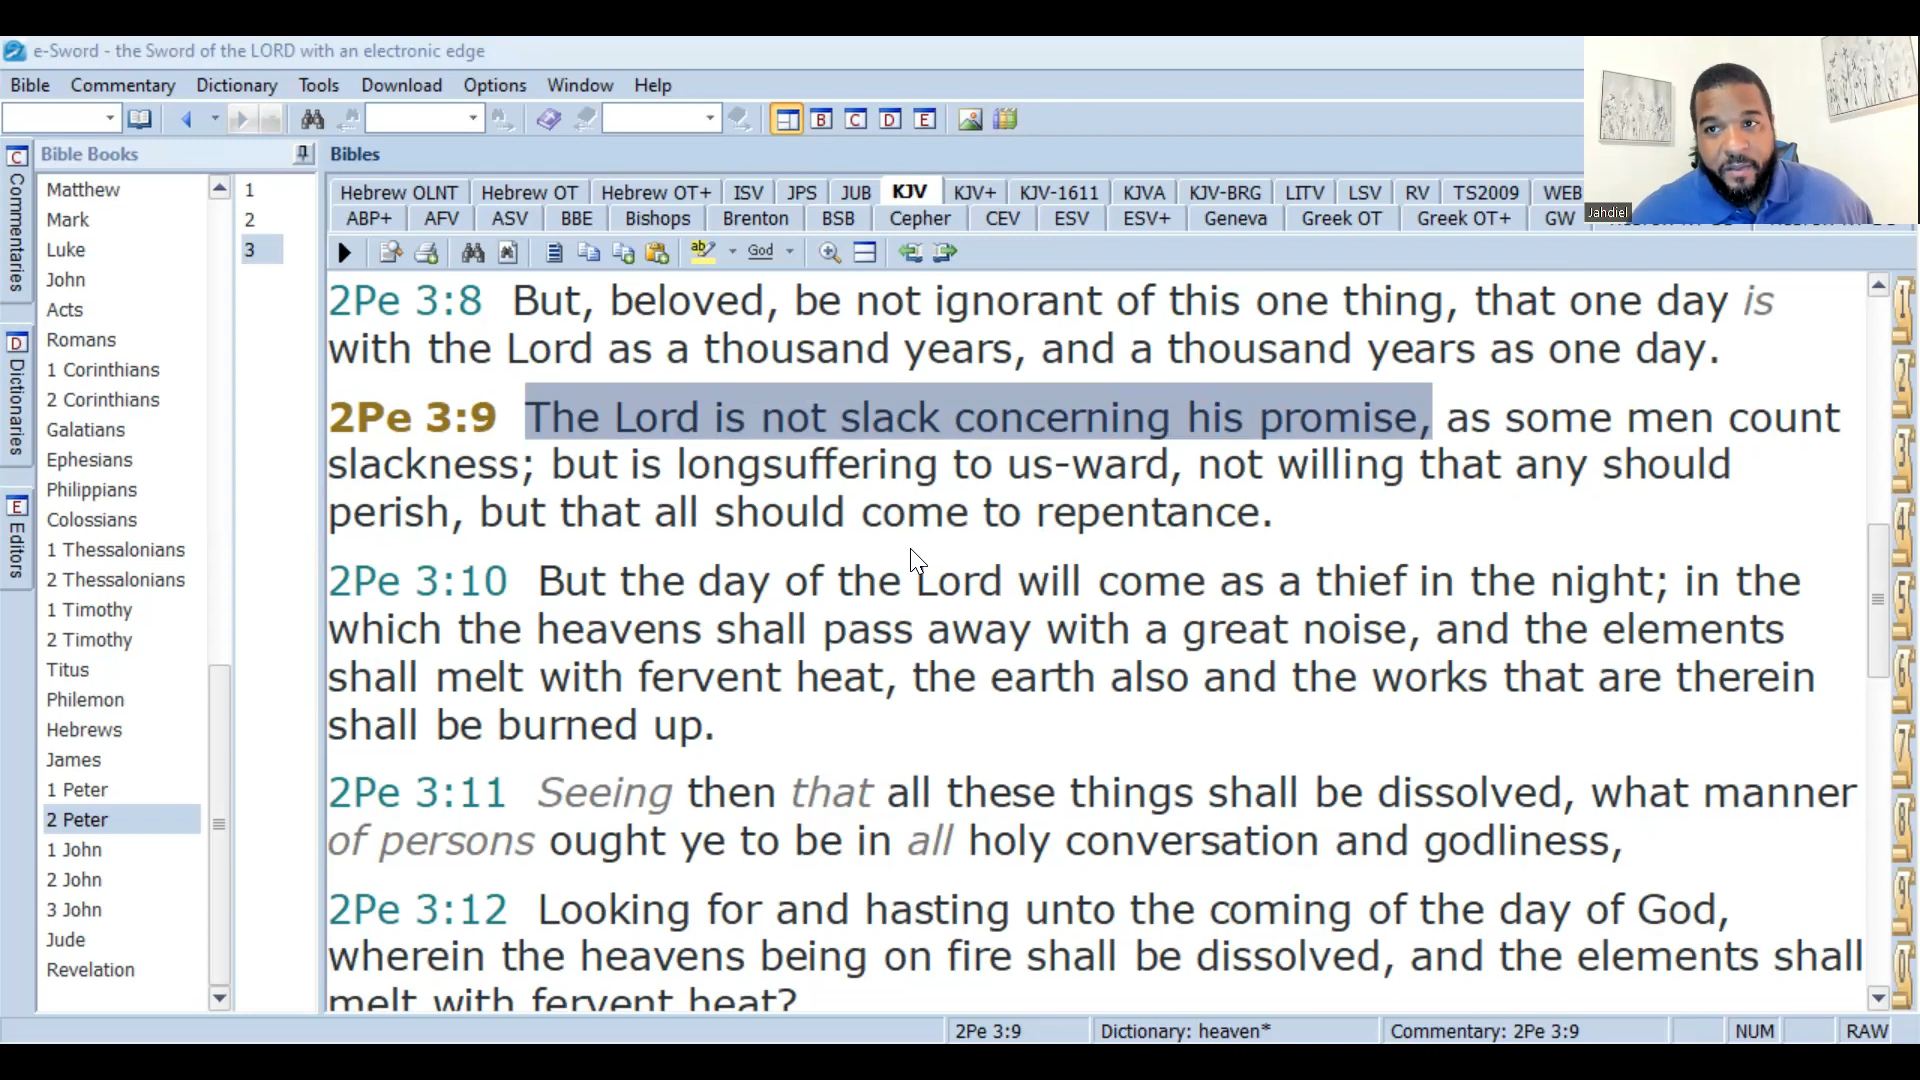 e-Sword - the Sword of the LORD with an electronic edge
Bible Commentary Dictionary Tools Download Options Window Help
B C D E
Bible Books
Bibles
C Commentaries
D Dictionaries
E Editors
Matthew
Mark
Luke
John
Acts
Romans
1 Corinthians
2 Corinthians
Galatians
Ephesians
Philippians
Colossians
1 Thessalonians
2 Thessalonians
1 Timothy
2 Timothy
Titus
Philemon
Hebrews
James
1 Peter
2 Peter
1 John
2 John
3 John
Jude
Revelation
1
2
3
Hebrew OLNT Hebrew OT Hebrew OT+ ISV JPS JUB KJV KJV+ KJV-1611 KJVA KJV-BRG LITV LSV RV TS2009 WEB
ABP+ AFV ASV BBE Bishops Brenton BSB Cepher CEV ESV ESV+ Geneva Greek OT Greek OT+ GW
ab God
Jahdiel
2Pe 3:8 But, beloved, be not ignorant of this one thing, that one day is
with the Lord as a thousand years, and a thousand years as one day.
2Pe 3:9 The Lord is not slack concerning his promise, as some men count
slackness; but is longsuffering to us-ward, not willing that any should
perish, but that all should come to repentance.
2Pe 3:10 But the day of the Lord will come as a thief in the night; in the
which the heavens shall pass away with a great noise, and the elements
shall melt with fervent heat, the earth also and the works that are therein
shall be burned up.
2Pe 3:11 Seeing then that all these things shall be dissolved, what manner
of persons ought ye to be in all holy conversation and godliness,
2Pe 3:12 Looking for and hasting unto the coming of the day of God,
wherein the heavens being on fire shall be dissolved, and the elements shall
melt with fervent heat?
1
2
3
4
5
6
7
8
9
0
2Pe 3:9 Dictionary: heaven* Commentary: 2Pe 3:9 NUM RAW